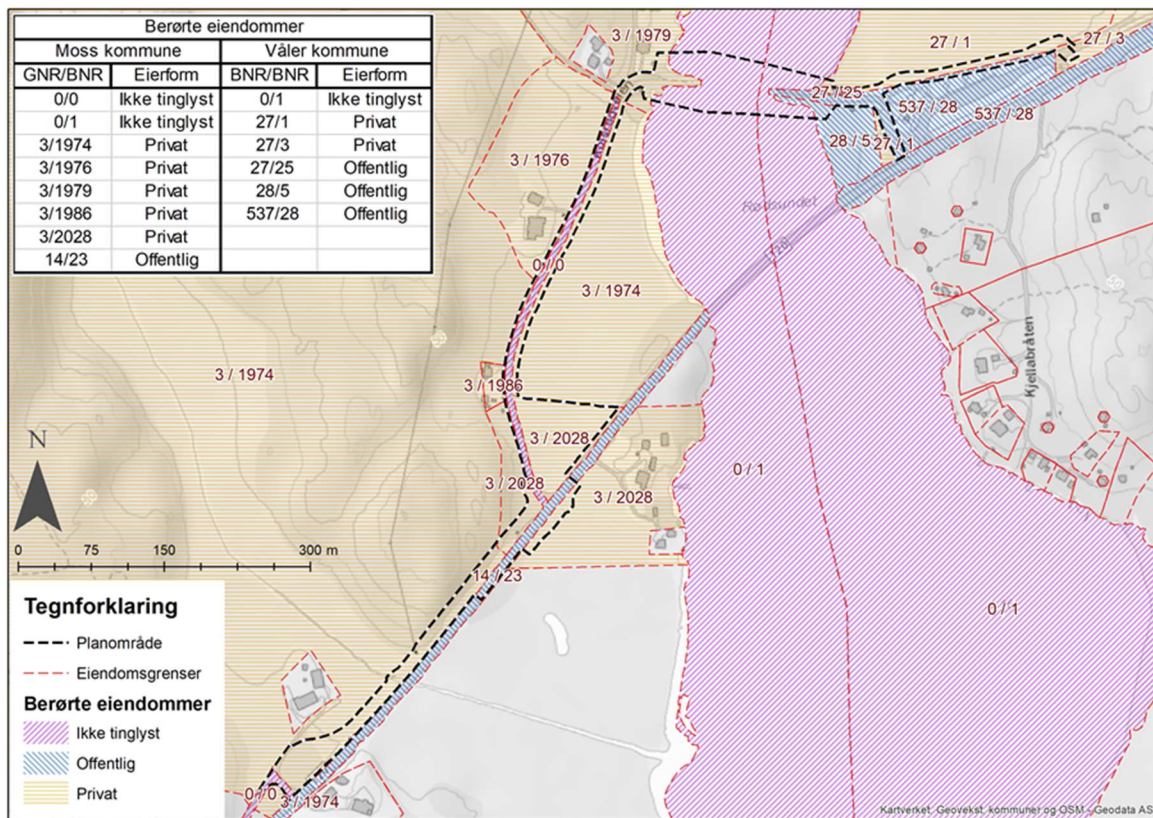 Berørte eiendommer
Moss kommune Våler kommune
GNR/BNR Eierform BNR/BNR Eierform
0/0 Ikke tinglyst 0/1 Ikke tinglyst
0/1 Ikke tinglyst 27/1 Privat
3/1974 Privat 27/3 Privat
3/1976 Privat 27/25 Offentlig
3/1979 Privat 28/5 Offentlig
3/1986 Privat 537/28 Offentlig
3/2028 Privat
14/23 Offentlig
3 / 1979
27 / 1
27 / 3
27 / 25
537 / 28
537 / 28
28 / 5
27 / 1
3 / 1976
Rødsundet
120
0 / 0
3 / 1974
3 / 1974
3 / 1986
Kjellabråten
50
50
50
3 / 2028
3 / 2028
3 / 2028
0 / 1
N
0 75 150 300 m
14 / 23
0 / 1
Tegnforklaring
Planområde
Eiendomsgrenser
Berørte eiendommer
Ikke tinglyst
Offentlig
Privat
0 / 0
3 / 1974
Kartverket, Geovekst, kommuner og OSM - Geodata AS